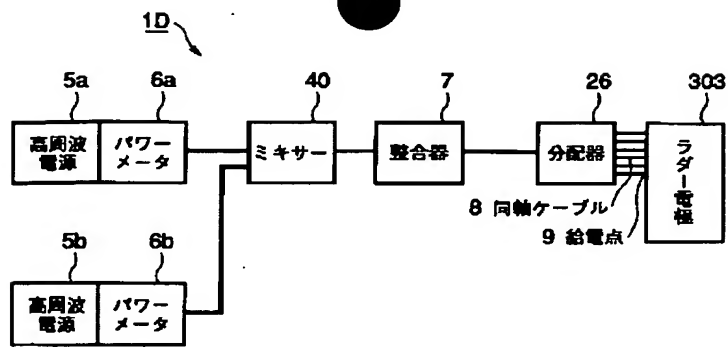 1D
5a 6a 40 7 26 303
高周波
電源
パワー
メータ
ミキサー
整合器
分配器
ラダー電極
8 同軸ケーブル
9 給電点
5b 6b
高周波
電源
パワー
メータ